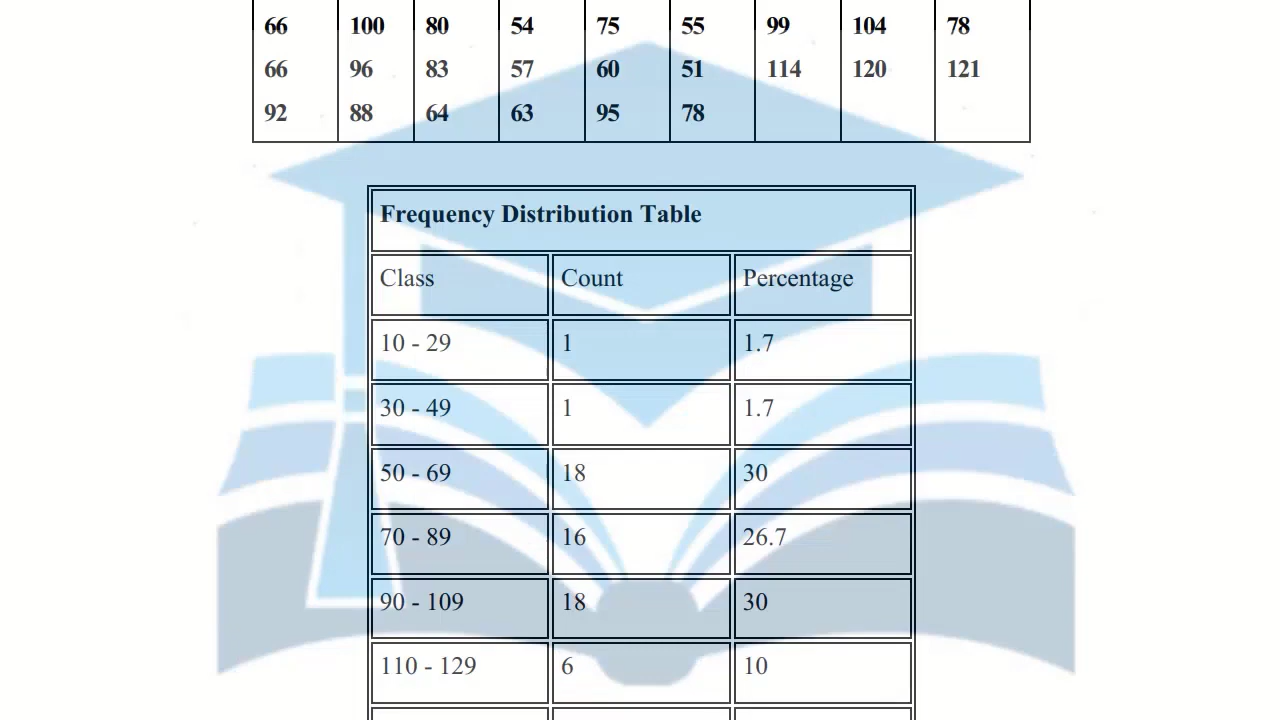 66 100 80 54 75 55 99 104 78
66 96 83 57 60 51 114 120 121
92 88 64 63 95 78
Frequency Distribution Table
Class Count Percentage
10 - 29 1 1.7
30 - 49 1 1.7
50 - 69 18 30
70 - 89 16 26.7
90 - 109 18 30
110 - 129 6 10